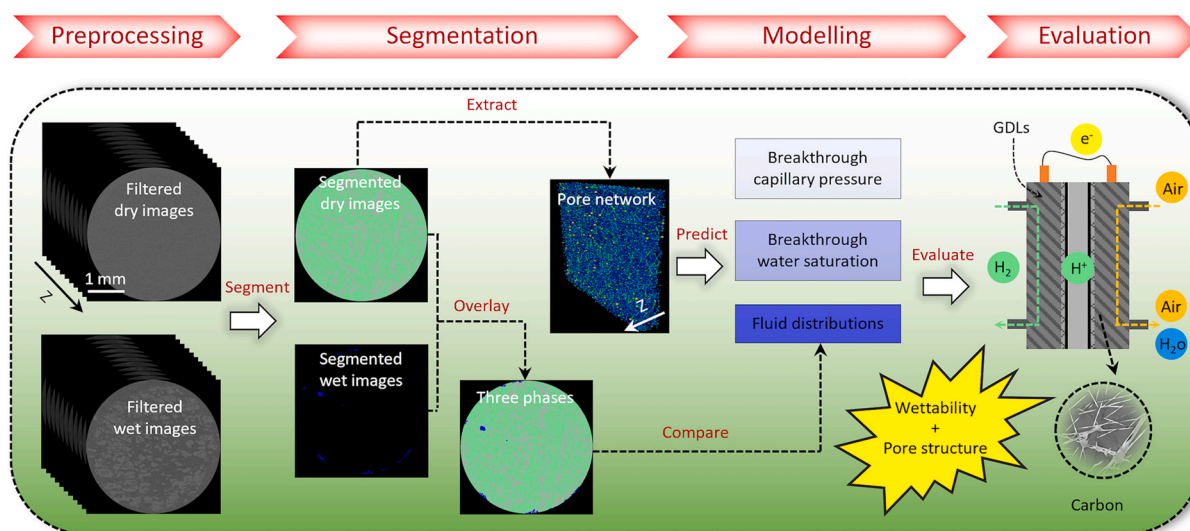 Preprocessing
Segmentation
Modelling
Evaluation
Extract
GDLs
e-
Filtered
dry images
1 mm
Z
Segmented
dry images
Pore network
Z
Breakthrough
capillary pressure
Air
Segment
Predict
Breakthrough
water saturation
Evaluate
H2
H+
Overlay
Fluid distributions
Air
H2o
Filtered
wet images
Segmented
wet images
Three phases
Compare
Wettability
+
Pore structure
Carbon